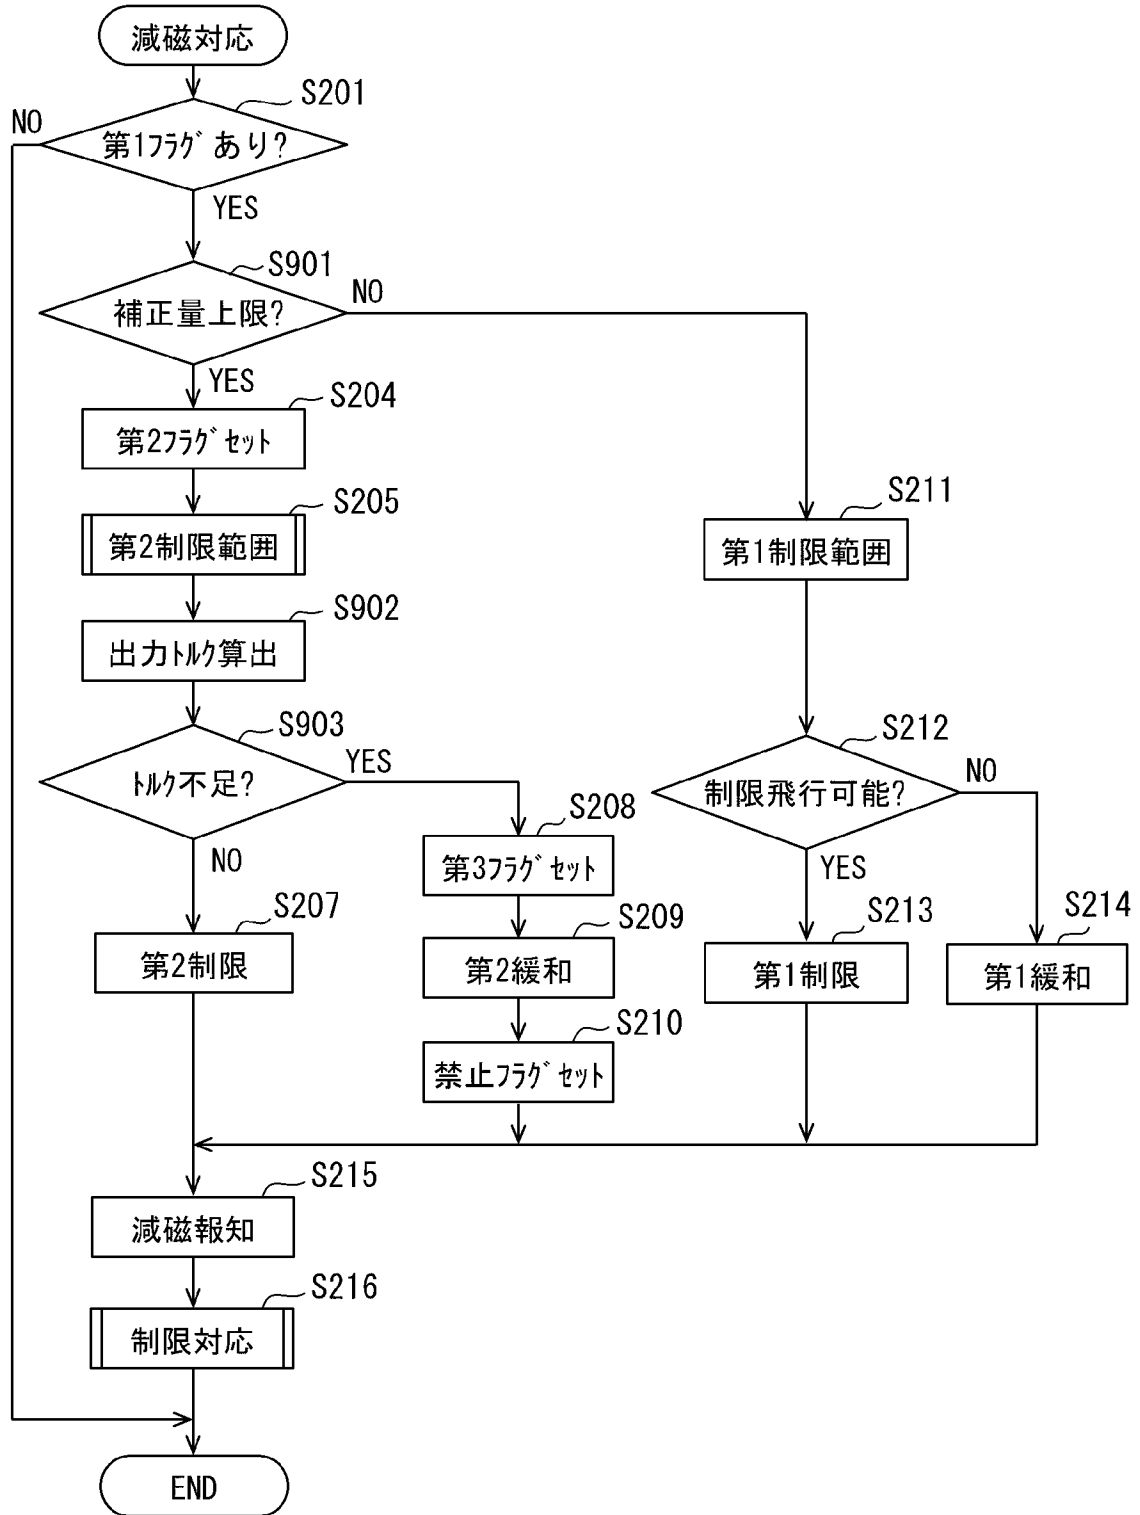 減磁対応
S201
NO
第1ﾌﾗｸﾞあり?
YES
S901
NO
補正量上限?
YES
S204
第2ﾌﾗｸﾞｾｯﾄ
S205
第2制限範囲
S211
第1制限範囲
S902
出力ﾄﾙｸ算出
S903
YES
ﾄﾙｸ不足?
NO
S212
NO
制限飛行可能?
YES
S208
第3ﾌﾗｸﾞｾｯﾄ
S207
第2制限
S209
第2緩和
S213
第1制限
S214
第1緩和
S210
禁止ﾌﾗｸﾞｾｯﾄ
S215
減磁報知
S216
制限対応
END